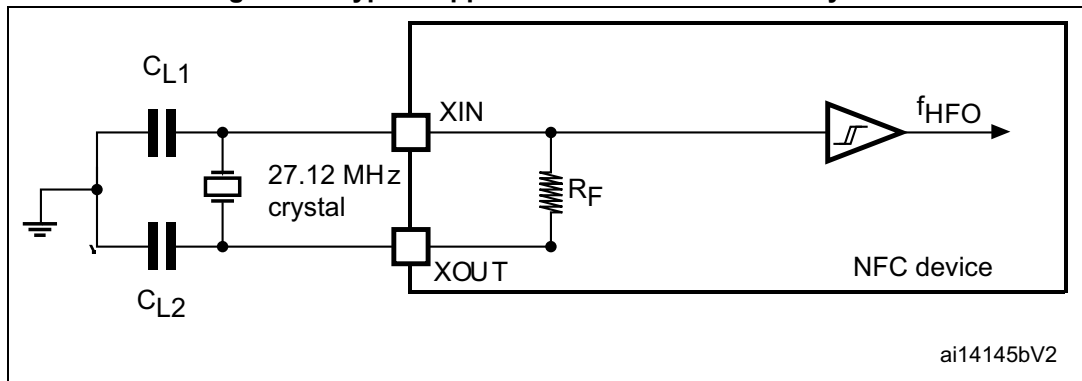 CL1
XIN
fHFO
27.12 MHz
crystal
RF
XOUT
NFC device
CL2
ai14145bV2